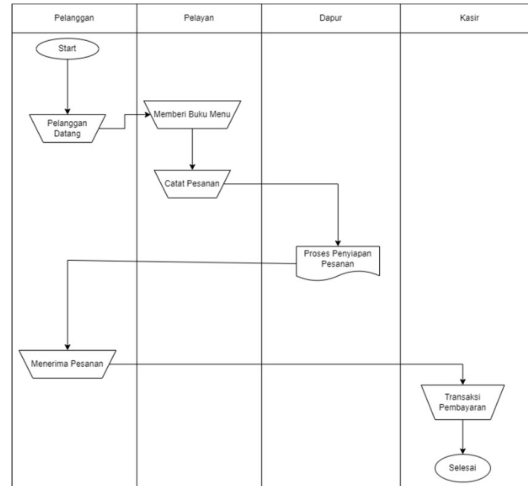 Pelanggan
Pelayan
Dapur
Kasir
Start
Pelanggan
Datang
Memberi Buku Menu
Catat Pesanan
Proses Penyiapan
Pesanan
Menerima Pesanan
Transaksi
Pembayaran
Selesai